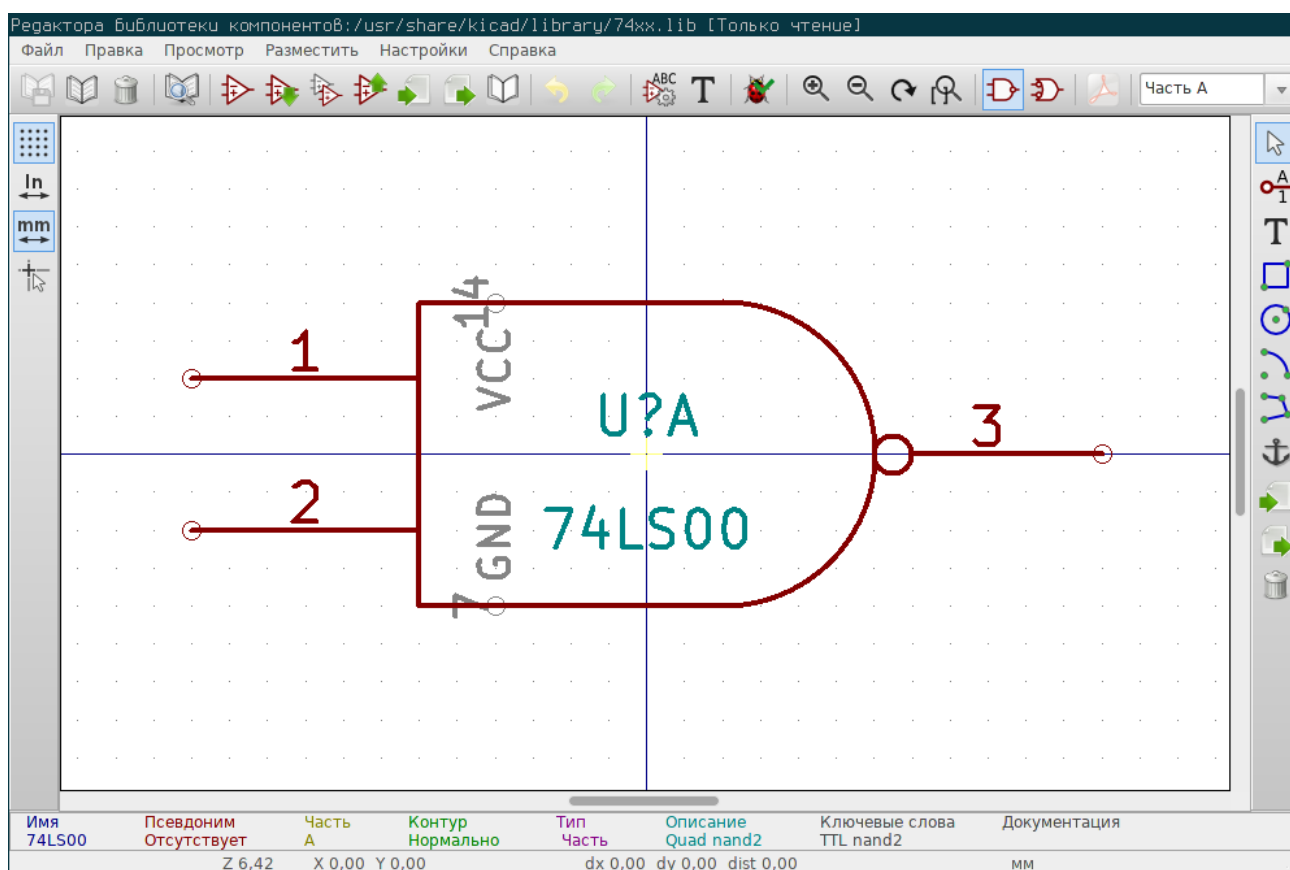 Редактора библиотеки компонентов:/usr/share/kicad/library/74xx.lib [Только чтение]
Файл Правка Просмотр Разместить Настройки Справка
ABC T Часть A
In
mm
A
1
T
14
VCC
1
U?A
3
2
GND
74LS00
7
Имя Псевдоним Часть Контур Тип Описание Ключевые слова Документация
74LS00 Отсутствует A Нормально Часть Quad nand2 TTL nand2
Z 6,42 X 0,00 Y 0,00 dx 0,00 dy 0,00 dist 0,00 мм